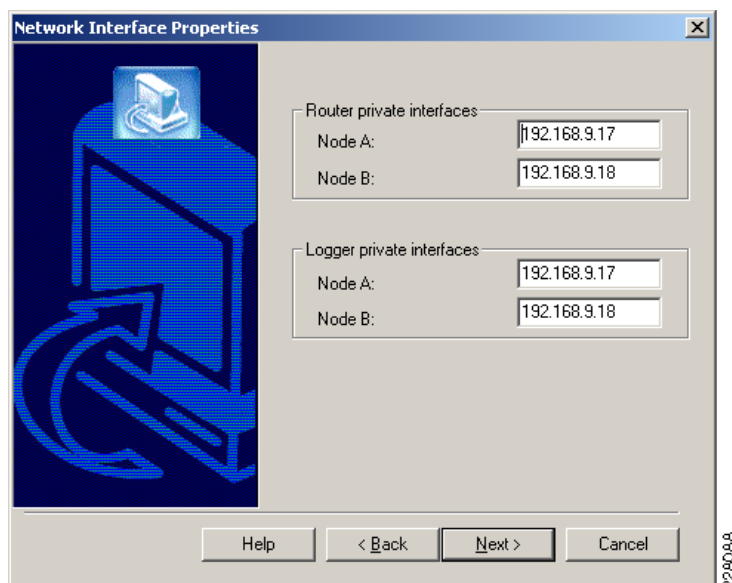 Network Interface Properties
Router private interfaces
Node A:
192.168.9.17
Node B:
192.168.9.18
Logger private interfaces
Node A:
192.168.9.17
Node B:
192.168.9.18
Help
< Back
Next >
Cancel